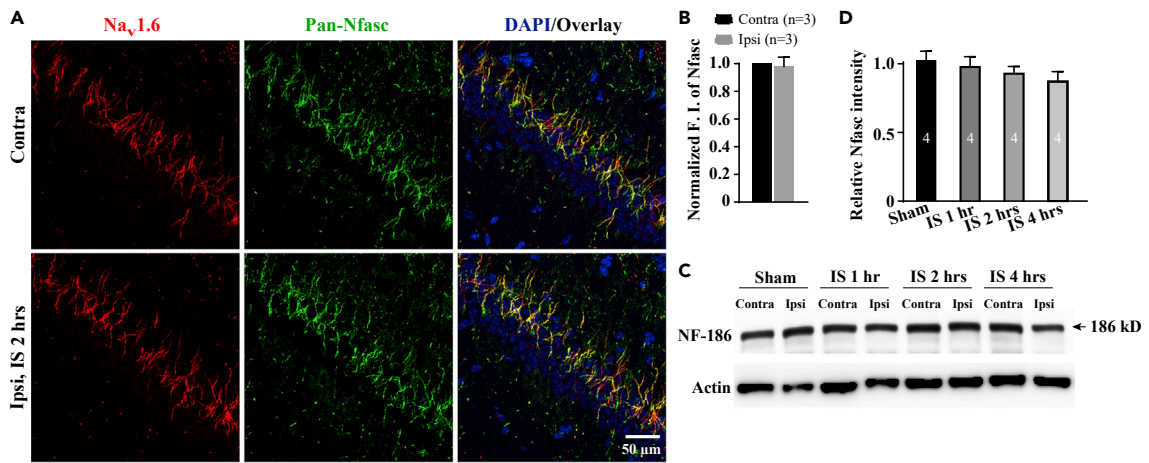 A
Na_v1.6
Pan-Nfasc
DAPI/Overlay
Contra
Ipsi, IS 2 hrs
50 µm
B
Contra (n=3)
Ipsi (n=3)
Normalized F. I. of Nfasc
1.0
0.8
0.6
0.4
0.2
0
D
Relative Nfasc intensity
1.0
0.5
0
4
4
4
4
Sham
IS 1 hr
IS 2 hrs
IS 4 hrs
C
Sham
IS 1 hr
IS 2 hrs
IS 4 hrs
Contra Ipsi Contra Ipsi Contra Ipsi Contra Ipsi
NF-186
186 kD
Actin